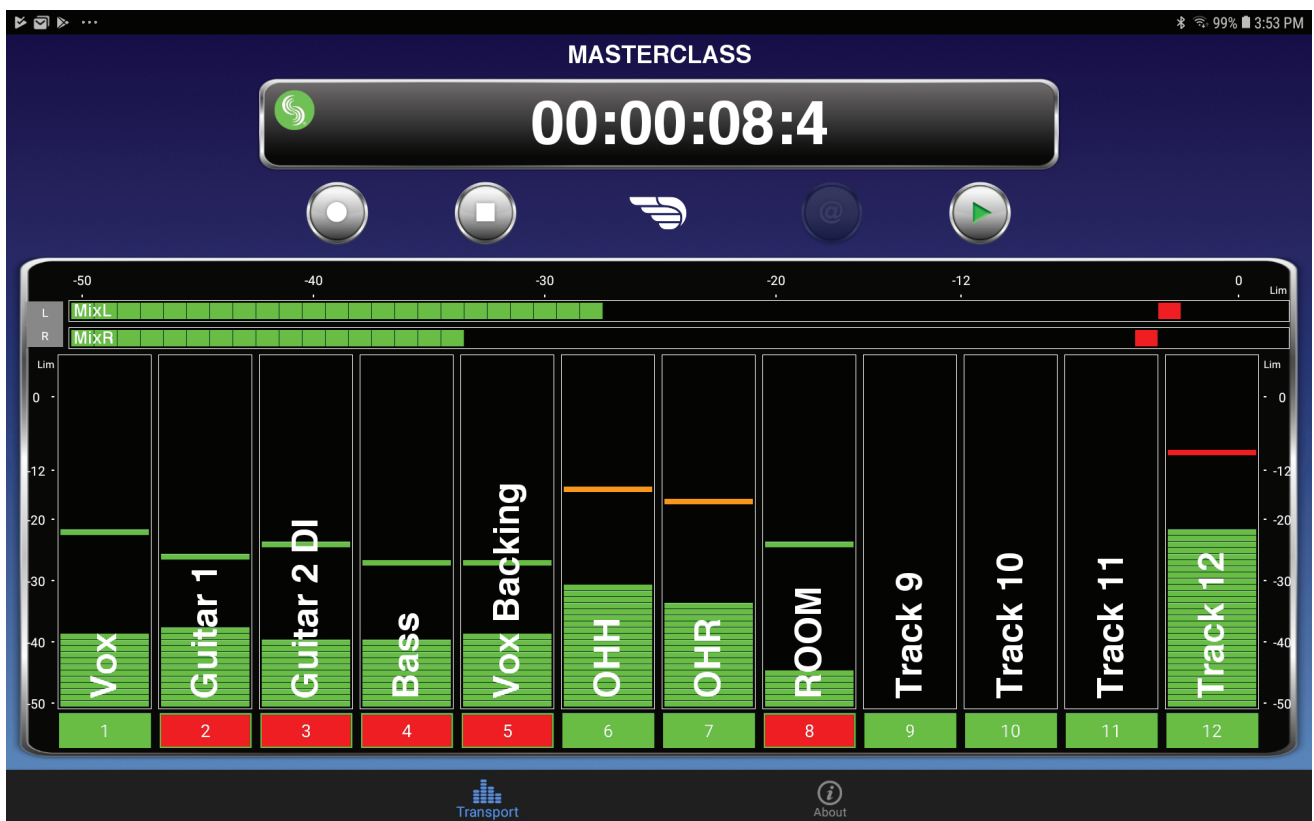 99% 3:53 PM
MASTERCLASS
00:00:08:4
@
-50 -40 -30 -20 -12 0
Lim
L MixL
R MixR
Lim Lim
0 0
-12 -12
-20 -20
-30 -30
-40 -40
-50 -50
Vox Guitar 1 Guitar 2 DI Bass Vox Backing OHH OHR ROOM Track 9 Track 10 Track 11 Track 12
1 2 3 4 5 6 7 8 9 10 11 12
Transport About